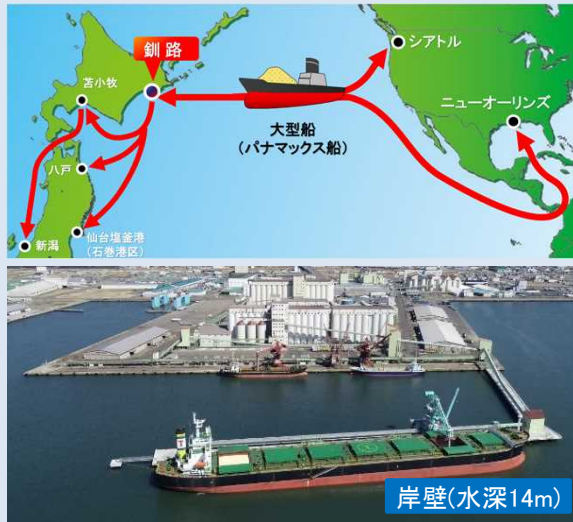 釧路
シアトル
苫小牧
ニューオーリンズ
大型船
(パナマックス船)
八戸
仙台塩釜港
(石巻港区)
新潟
岸壁(水深14m)